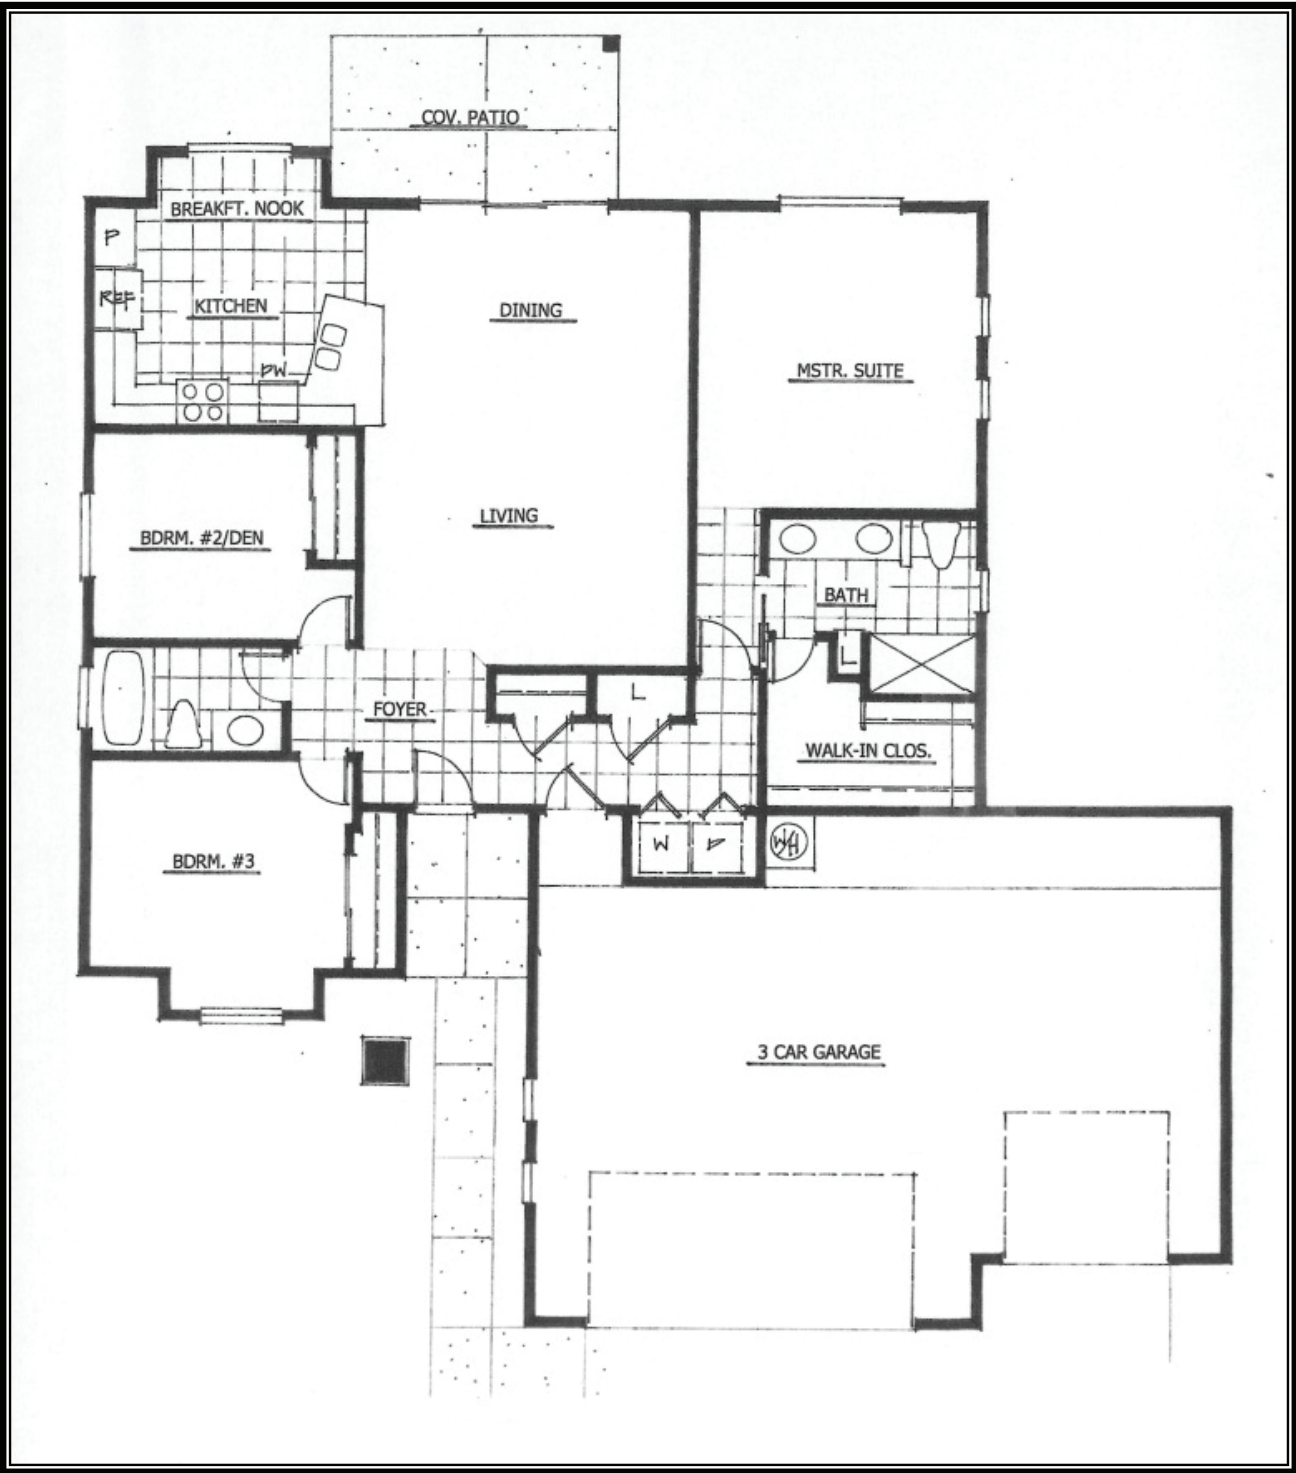 COV. PATIO
BREAKFT. NOOK
P
REF
KITCHEN
DINING
DW
MSTR. SUITE
LIVING
BDRM. #2/DEN
BATH
L
L
FOYER
WALK-IN CLOS.
W
D
WH
BDRM. #3
3 CAR GARAGE